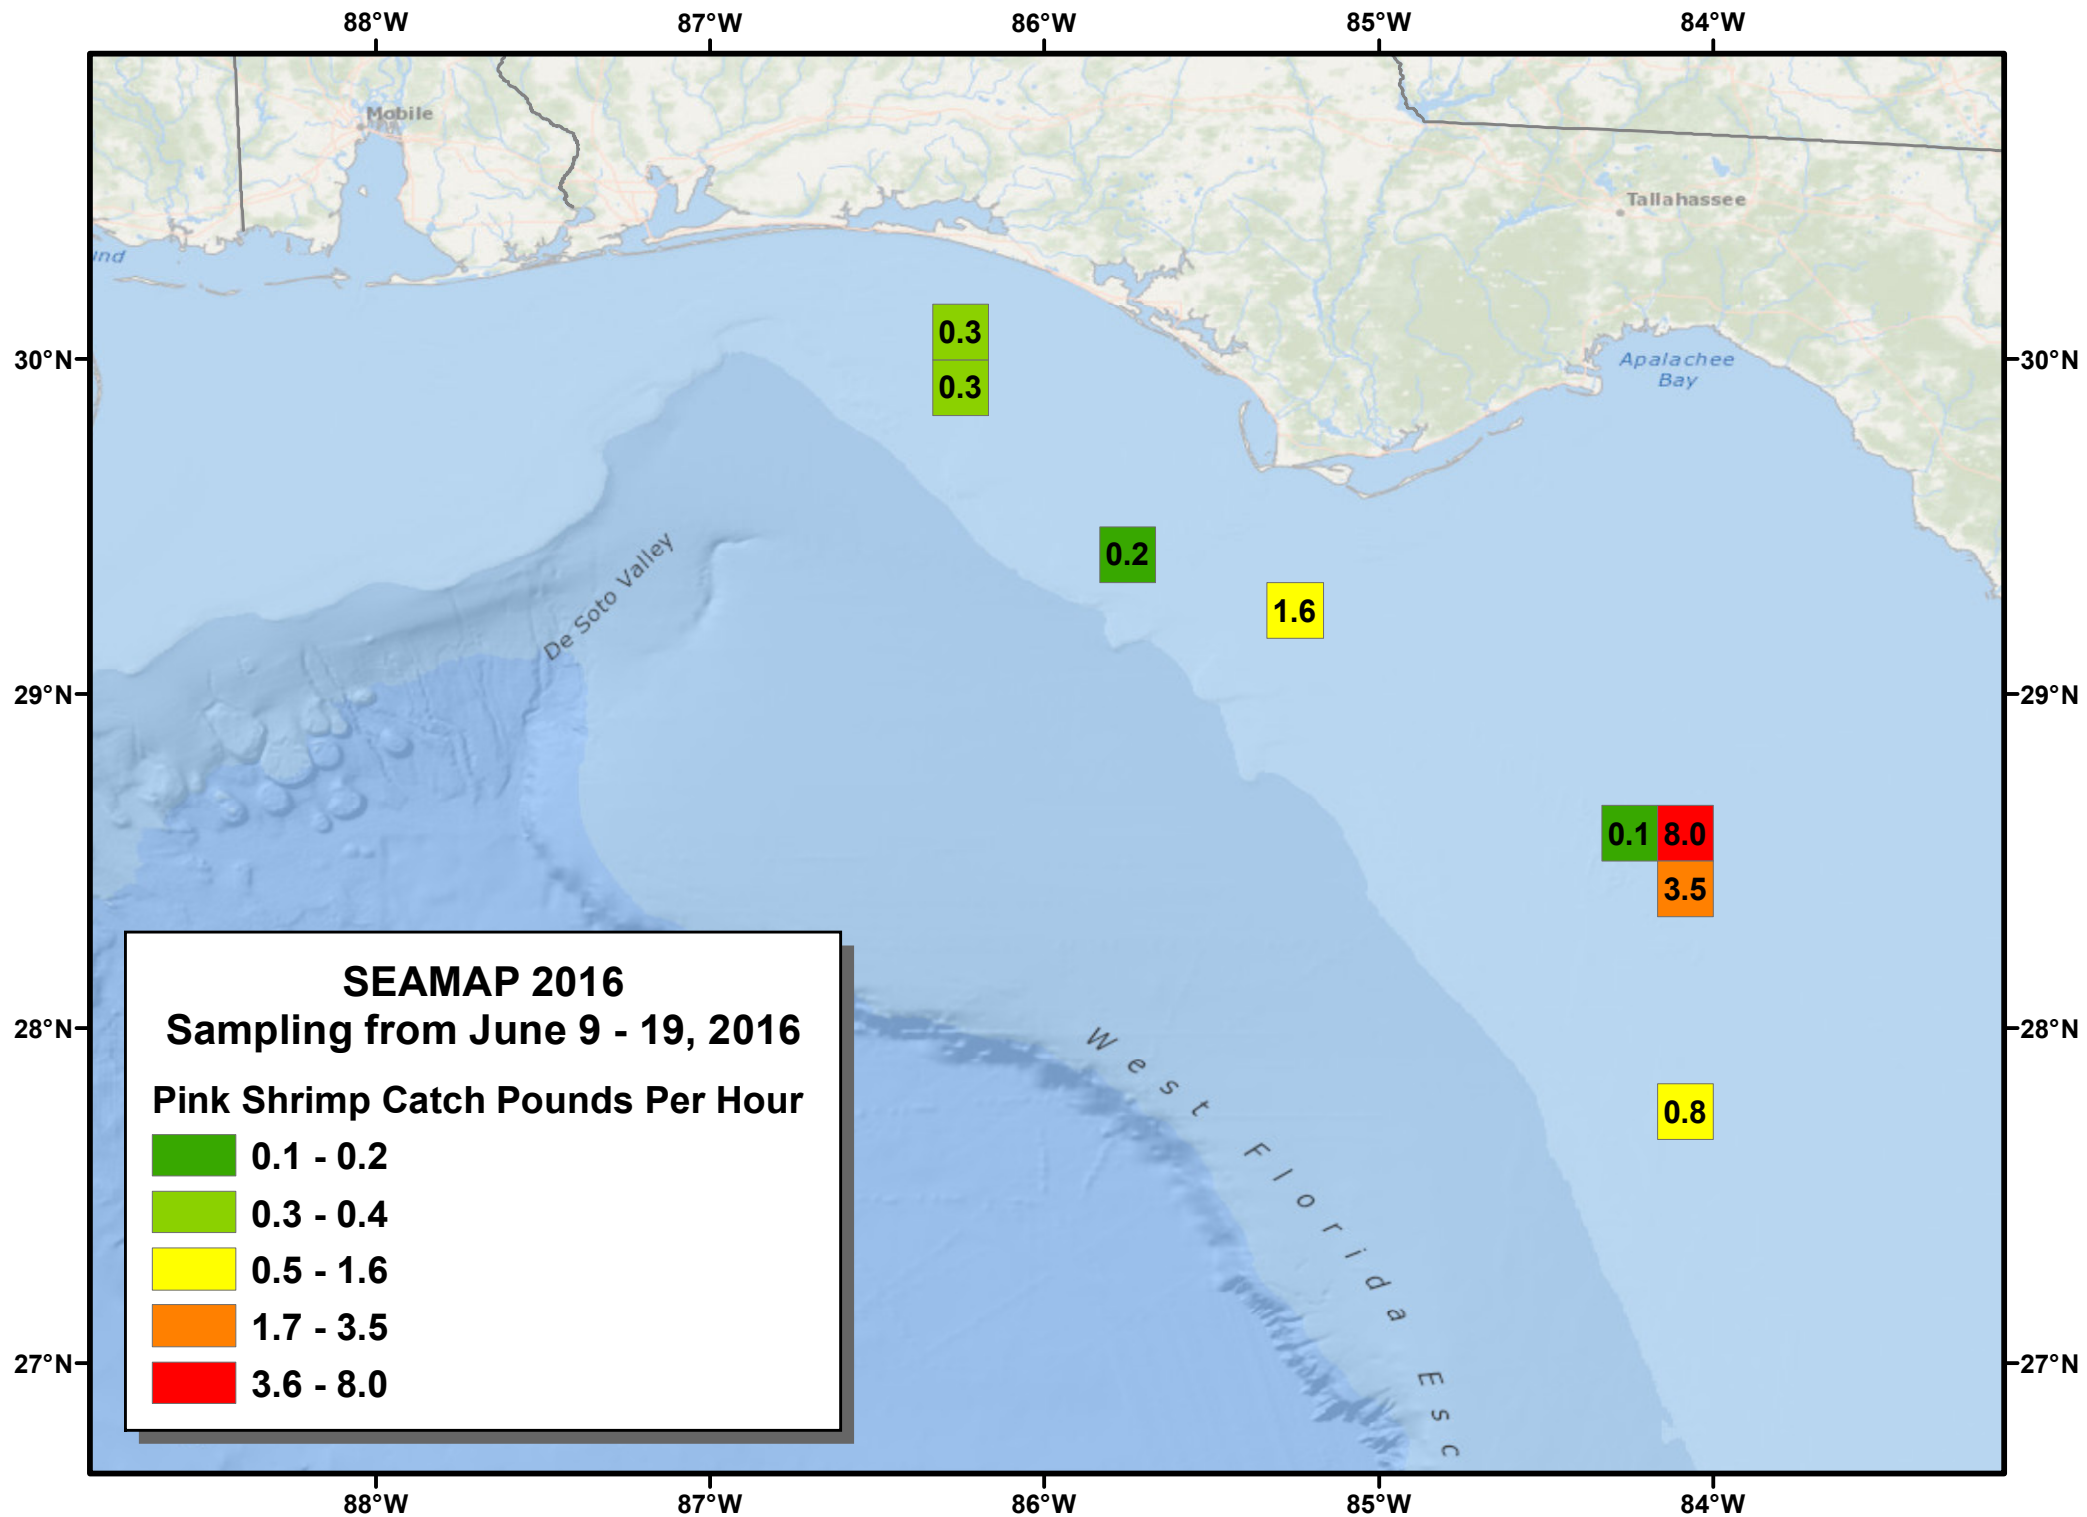 88°W 87°W 86°W 85°W 84°W
Mobile
Tallahassee
und
30°N
30°N
Apalachee
Bay
0.3
0.3
De Soto Valley
0.2
1.6
29°N
29°N
0.1 8.0
3.5
28°N
28°N
West Florida Esc
0.8
27°N
27°N
SEAMAP 2016
Sampling from June 9 - 19, 2016
Pink Shrimp Catch Pounds Per Hour
0.1 - 0.2
0.3 - 0.4
0.5 - 1.6
1.7 - 3.5
3.6 - 8.0
88°W 87°W 86°W 85°W 84°W